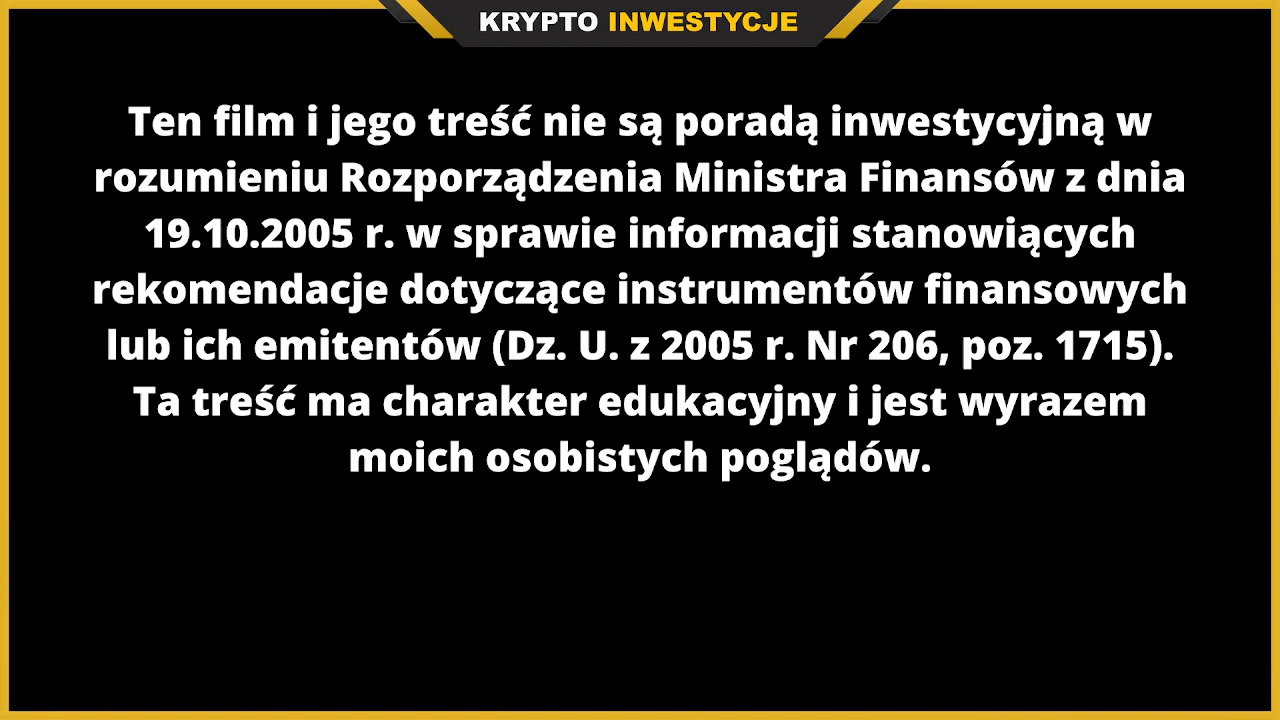 KRYPTO INWESTYCJE
Ten film i jego treść nie są poradą inwestycyjną w
rozumieniu Rozporządzenia Ministra Finansów z dnia
19.10.2005 r. w sprawie informacji stanowiących
rekomendacje dotyczące instrumentów finansowych
lub ich emitentów (Dz. U. z 2005 r. Nr 206, poz. 1715).
Ta treść ma charakter edukacyjny i jest wyrazem
moich osobistych poglądów.